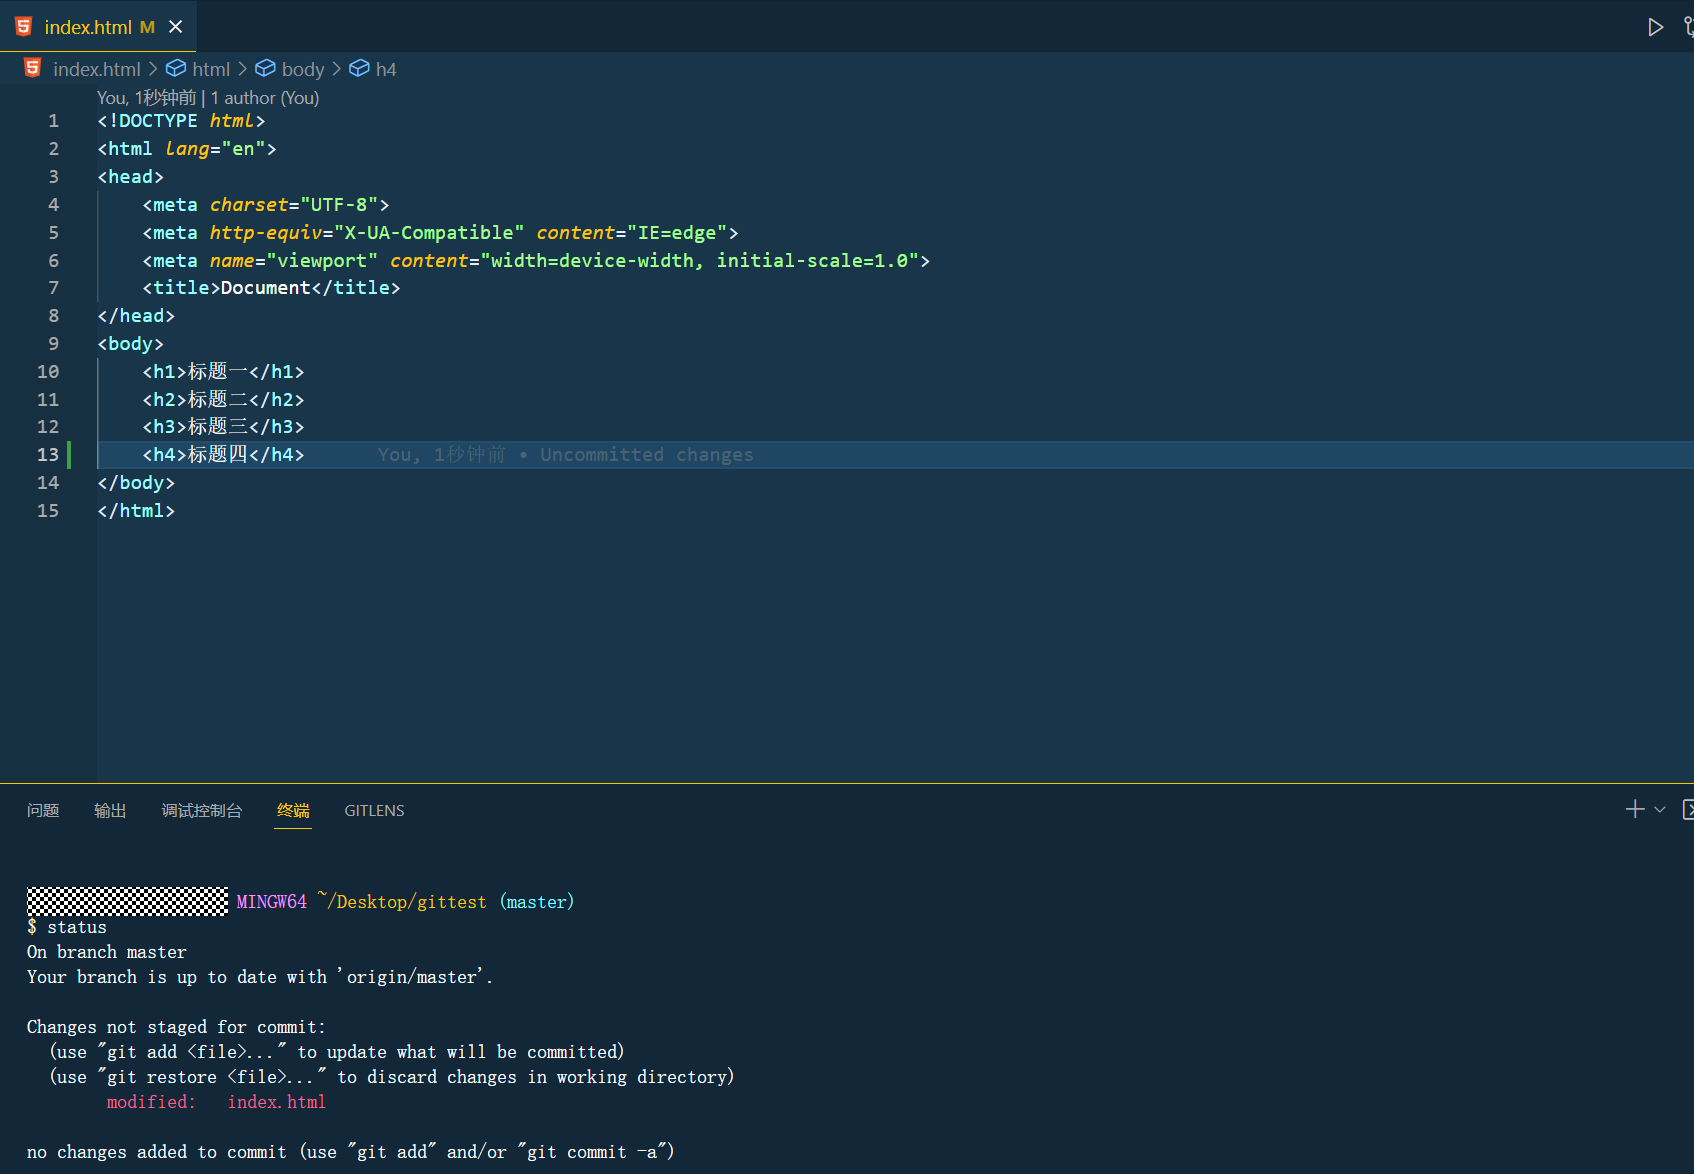 index.html M
index.html > html > body > h4
You, 1秒钟前 | 1 author (You)
1 <!DOCTYPE html>
2 <html lang="en">
3 <head>
4 <meta charset="UTF-8">
5 <meta http-equiv="X-UA-Compatible" content="IE=edge">
6 <meta name="viewport" content="width=device-width, initial-scale=1.0">
7 <title>Document</title>
8 </head>
9 <body>
10 <h1>标题一</h1>
11 <h2>标题二</h2>
12 <h3>标题三</h3>
13 <h4>标题四</h4> You, 1秒钟前 • Uncommitted changes
14 </body>
15 </html>
问题 输出 调试控制台 终端 GITLENS
MINGW64 ~/Desktop/gittest (master)
$ status
On branch master
Your branch is up to date with 'origin/master'.
Changes not staged for commit:
(use "git add <file>..." to update what will be committed)
(use "git restore <file>..." to discard changes in working directory)
modified: index.html
no changes added to commit (use "git add" and/or "git commit -a")